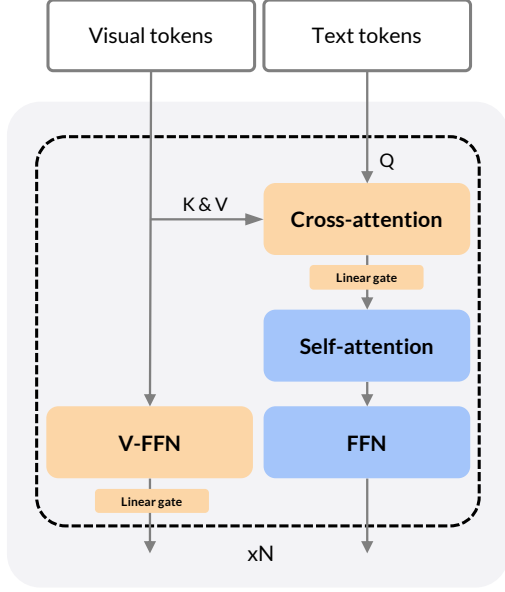 Visual tokens
Text tokens
Q
K & V
Cross-attention
Linear gate
Self-attention
V-FFN
FFN
Linear gate
xN